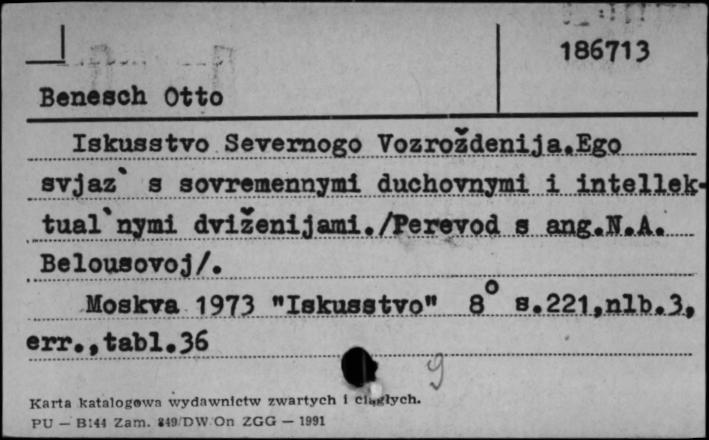 186713
Benesch Otto
Iskusstvo Severnogo Vozroždenija.Ego
svjaz` s sovremennymi duchovnymi i intellek-
tual`nymi dviženijami./Perevod s ang.N.A.
Belousovoj/.
Moskva 1973 "Iskusstvo" 8° s.221,nlb.3,
err.,tabl.36
9
Karta katalogowa wydawnictw zwartych i ciągłych.
PU — B144 Zam. 849/DW/On ZGG — 1991